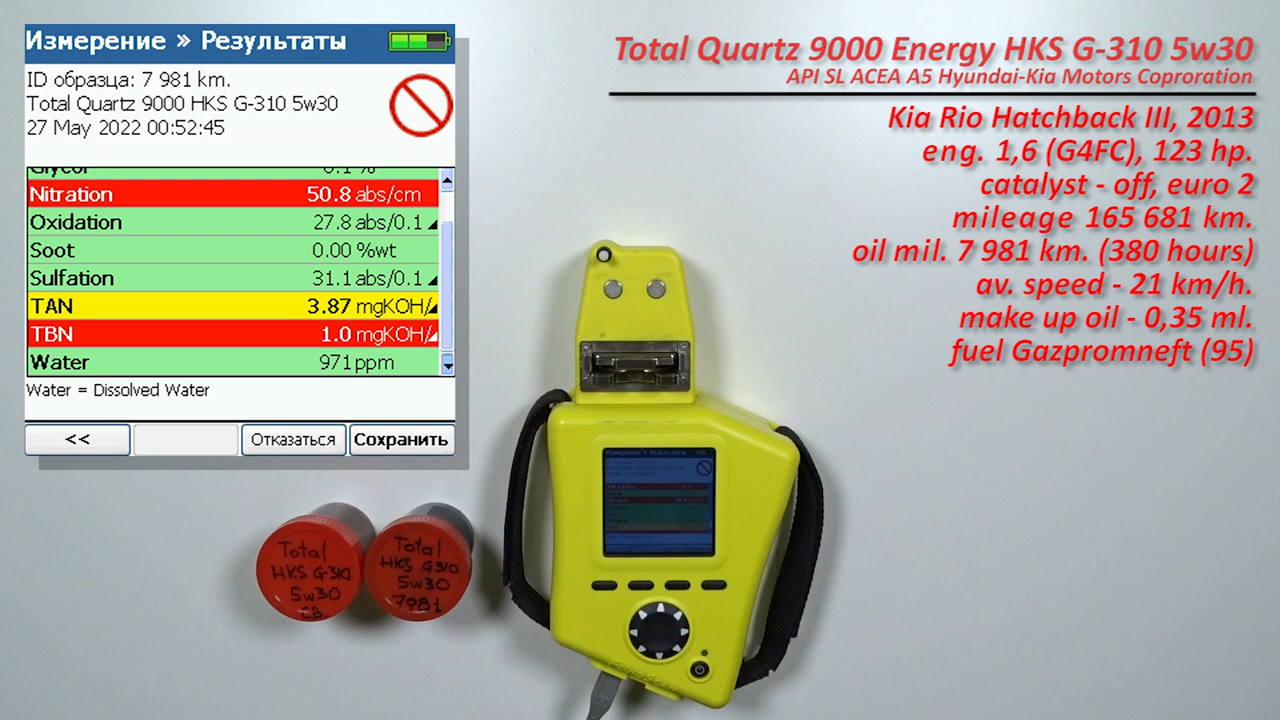 Измерение » Результаты
ID образца: 7 981 km.
Total Quartz 9000 HKS G-310 5w30
27 May 2022 00:52:45
Glycol 0.1 %
Nitration 50.8 abs/cm
Oxidation 27.8 abs/0.1
Soot 0.00 %wt
Sulfation 31.1 abs/0.1
TAN 3.87 mgKOH/
TBN 1.0 mgKOH/
Water 971 ppm
Water = Dissolved Water
<< Отказаться Сохранить
Total Quartz 9000 Energy HKS G-310 5w30
API SL ACEA A5 Hyundai-Kia Motors Coproration
Kia Rio Hatchback III, 2013
eng. 1,6 (G4FC), 123 hp.
catalyst - off, euro 2
mileage 165 681 km.
oil mil. 7 981 km. (380 hours)
av. speed - 21 km/h.
make up oil - 0,35 ml.
fuel Gazpromneft (95)
Total
HKS G-310
5w30
св.
Total
HKS G310
5w30
7981
Измерение » Результаты